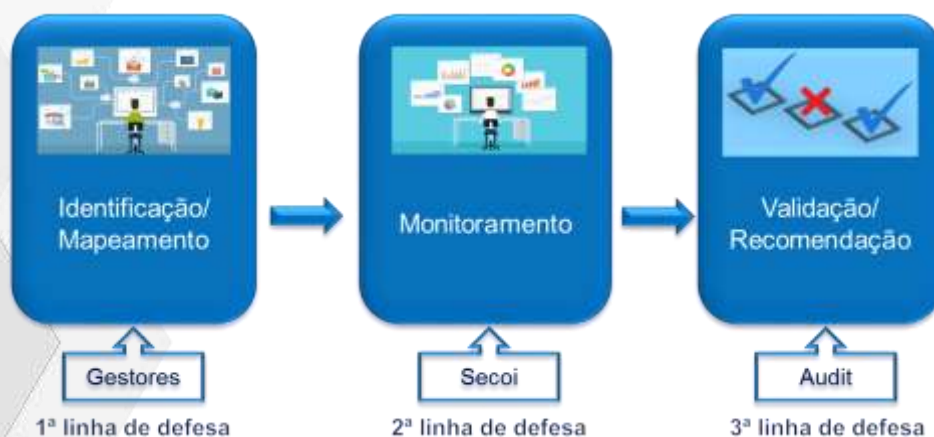 Identificação/
Mapeamento
Monitoramento
Validação/
Recomendação
Gestores
Secoi
Audit
1ª linha de defesa
2ª linha de defesa
3ª linha de defesa